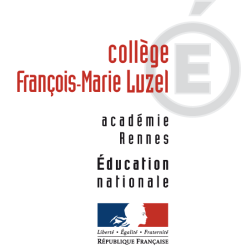 collège
François-Marie Luzel
É
académie
Rennes
Éducation
nationale
Liberté • Égalité • Fraternité
RÉPUBLIQUE FRANÇAISE